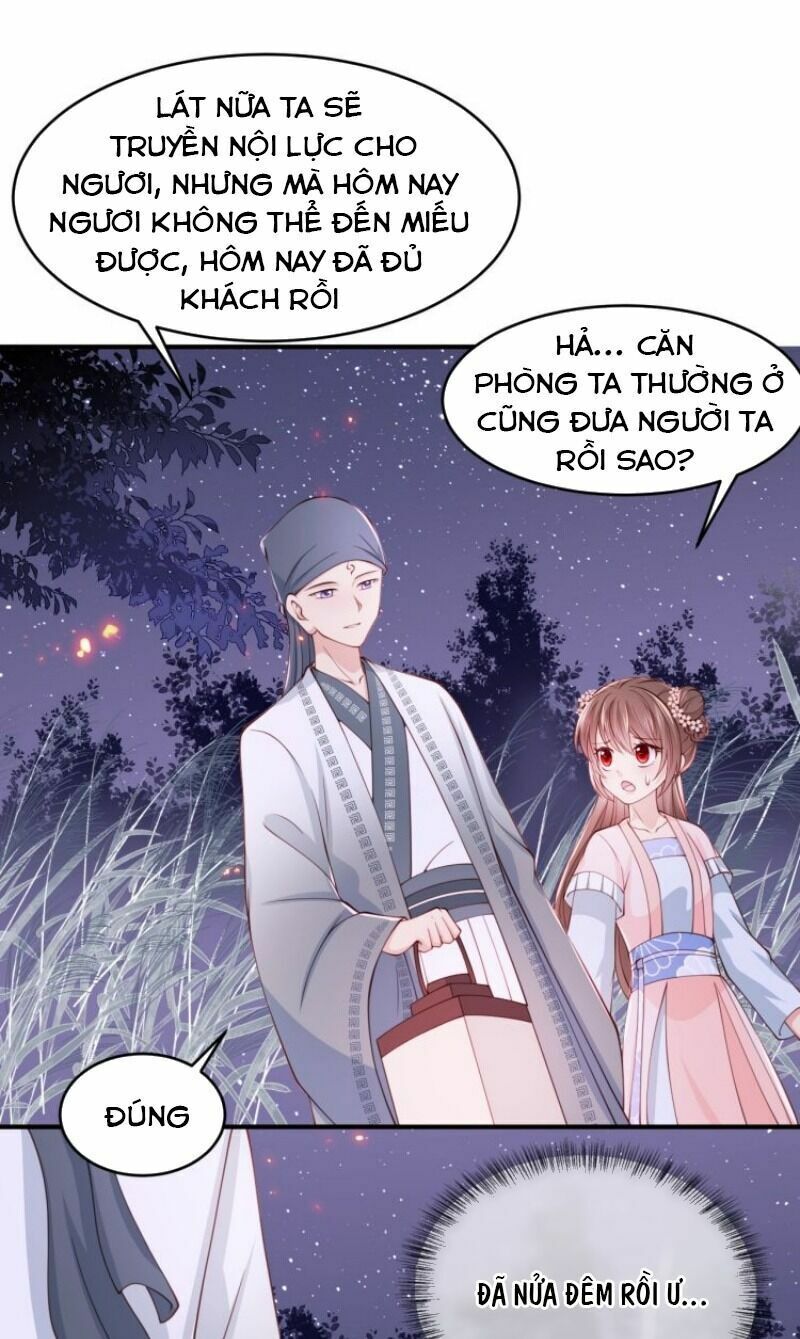 LÁT NỮA TA SẼ
TRUYỀN NỘI LỰC CHO
NGƯƠI, NHƯNG MÀ HÔM NAY
NGƯƠI KHÔNG THỂ ĐẾN MIẾU
ĐƯỢC, HÔM NAY ĐÃ ĐỦ
KHÁCH RỒI
HẢ... CĂN
PHÒNG TA THƯỜNG Ở
CŨNG ĐƯA NGƯỜI TA
RỒI SAO?
ĐÚNG
ĐÃ NỬA ĐÊM RỒI Ư...